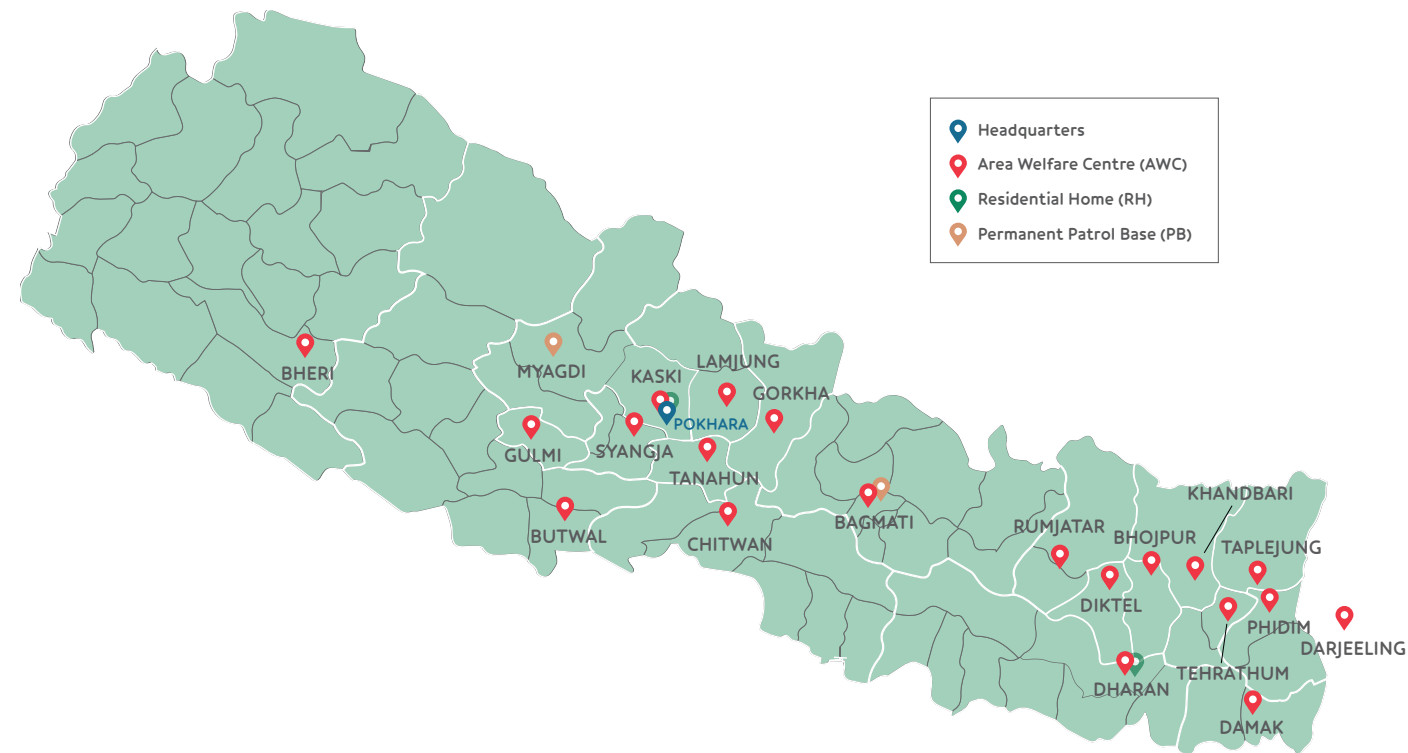 Headquarters
Area Welfare Centre (AWC)
Residential Home (RH)
Permanent Patrol Base (PB)
BHERI
MYAGDI
LAMJUNG
KASKI
GORKHA
POKHARA
GULMI
SYANGJA
TANAHUN
BUTWAL
CHITWAN
BAGMATI
KHANDBARI
RUMJATAR
BHOJPUR
TAPLEJUNG
DIKTEL
PHIDIM
DARJEELING
TEHRATHUM
DHARAN
DAMAK